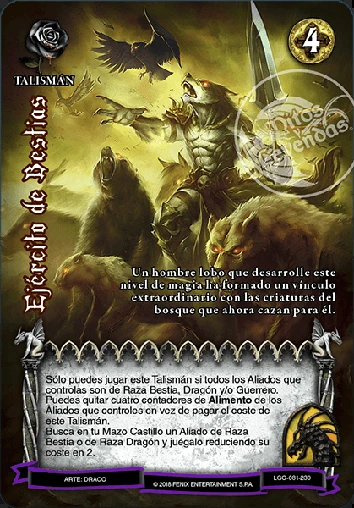 4
TALISMAN
Mitos
Leyendas
Ejército de Bestias
Un hombre lobo que desarrolle este
nivel de magia ha formado un vínculo
extraordinario con las criaturas del
bosque que ahora cazan para él.
Sólo puedes jugar este Talismán si todos los Aliados que
controlas son de Raza Bestia, Dragón y/o Guerrero.
Puedes quitar cuatro contadores de Alimento de los
Aliados que controles en vez de pagar el coste de
este Talismán.
Busca en tu Mazo Castillo un Aliado de Raza
Bestia o de Raza Dragón y juégalo reduciendo su
coste en 2.
ARTE: DRACO
© 2018 FENIX ENTERTAINMENT S.P.A